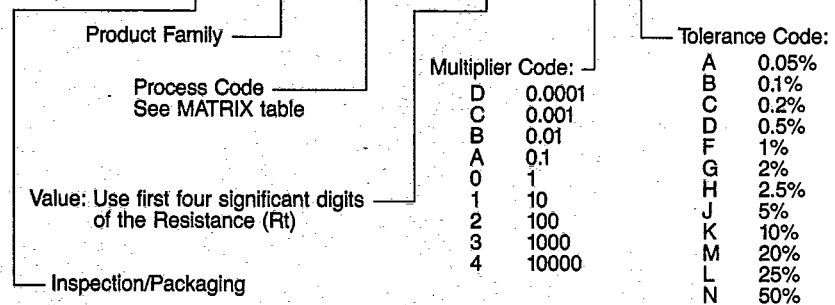 Product Family
Process Code
See MATRIX table
Value: Use first four significant digits
of the Resistance (Rt)
Inspection/Packaging
Multiplier Code:
D 0.0001
C 0.001
B 0.01
A 0.1
0 1
1 10
2 100
3 1000
4 10000
Tolerance Code:
A 0.05%
B 0.1%
C 0.2%
D 0.5%
F 1%
G 2%
H 2.5%
J 5%
K 10%
M 20%
L 25%
N 50%